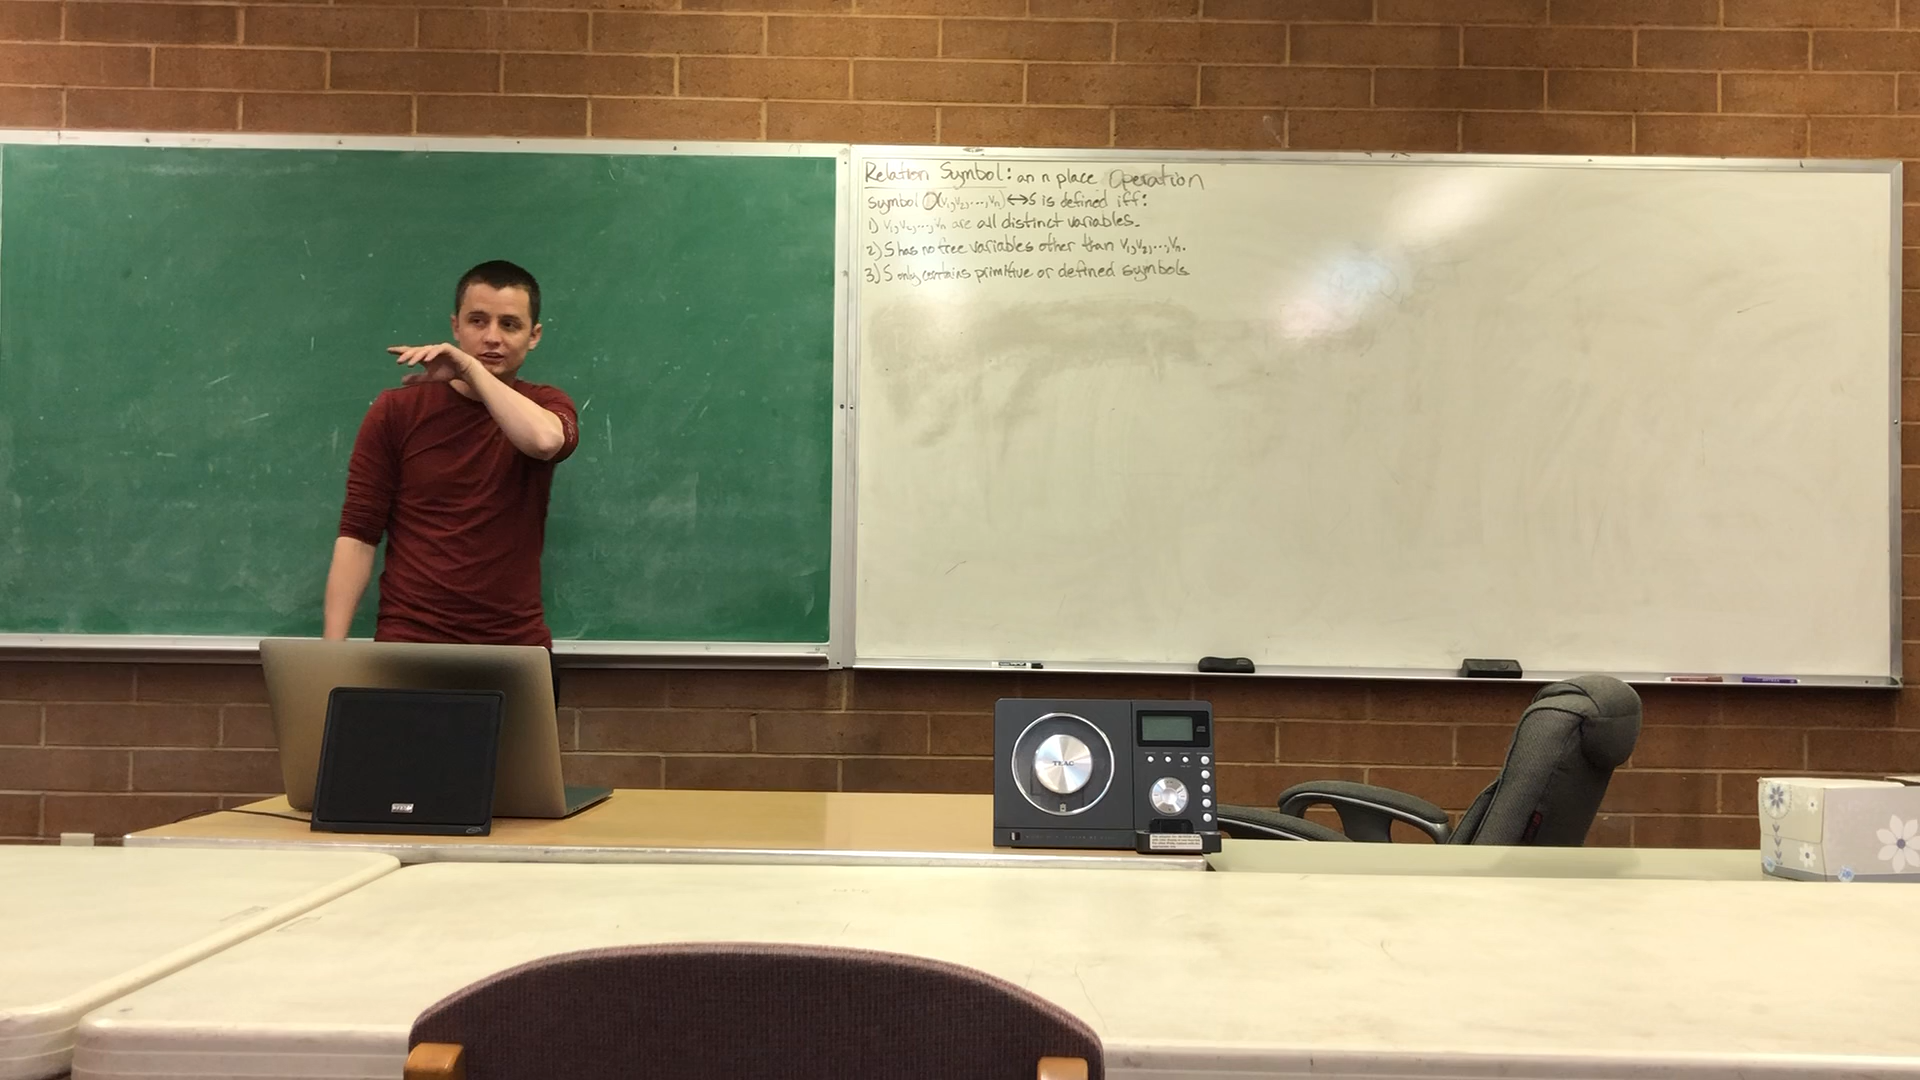 Relation Symbol: an n place Operation
symbol O(v₁,v₂,...,vₙ)↔S is defined iff:
1) v₁,v₂,...,vₙ are all distinct variables.
2) S has no free variables other than v₁,v₂,...,vₙ.
3) S only contains primitive or defined symbols
TEAC